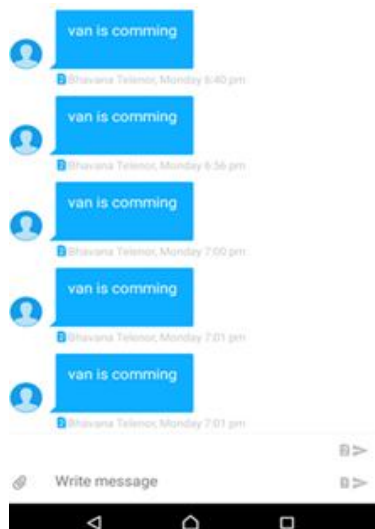 van is comming
Bhavana Telenor, Monday 6:40 pm
van is comming
Bhavana Telenor, Monday 6:56 pm
van is comming
Bhavana Telenor, Monday 7:00 pm
van is comming
Bhavana Telenor, Monday 7:01 pm
van is comming
Bhavana Telenor, Monday 7:01 pm
Write message